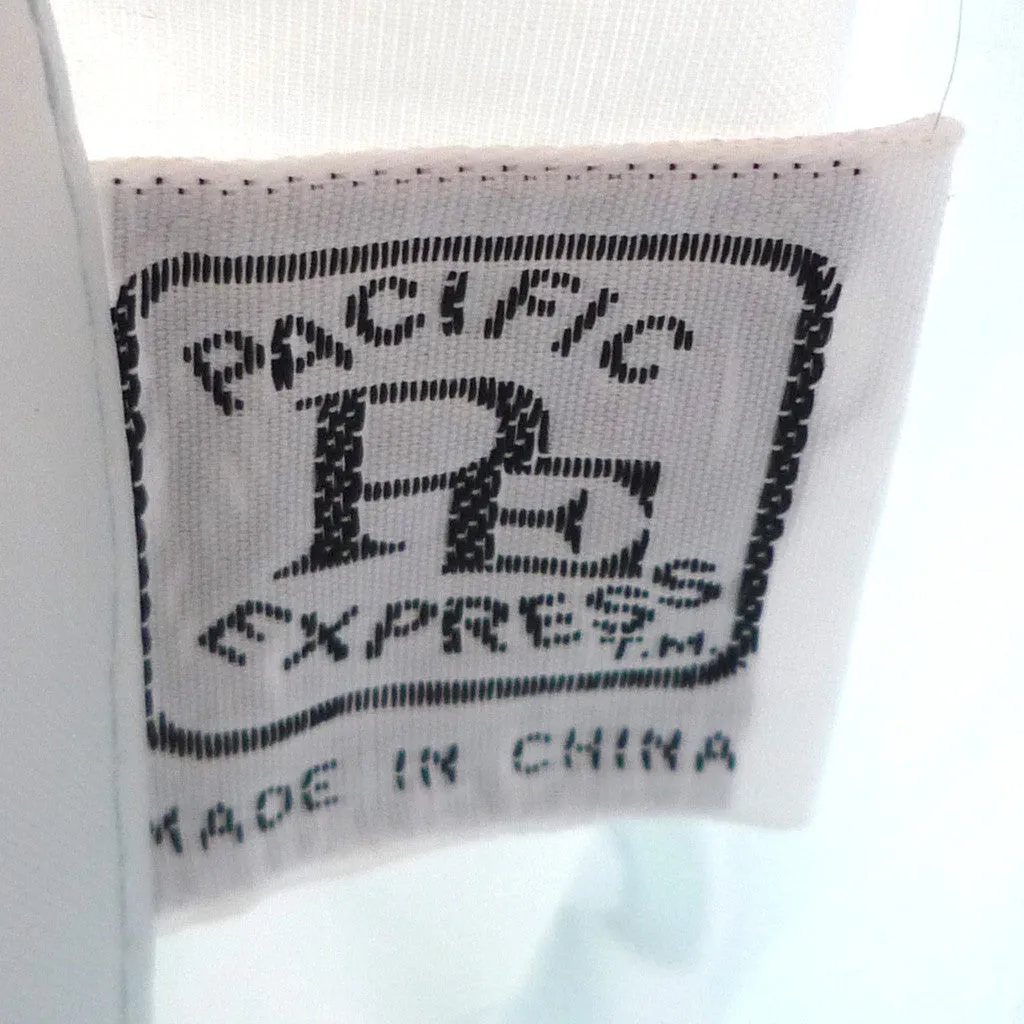 PACIFIC
PE
EXPRESS
T.M.
MADE IN CHINA